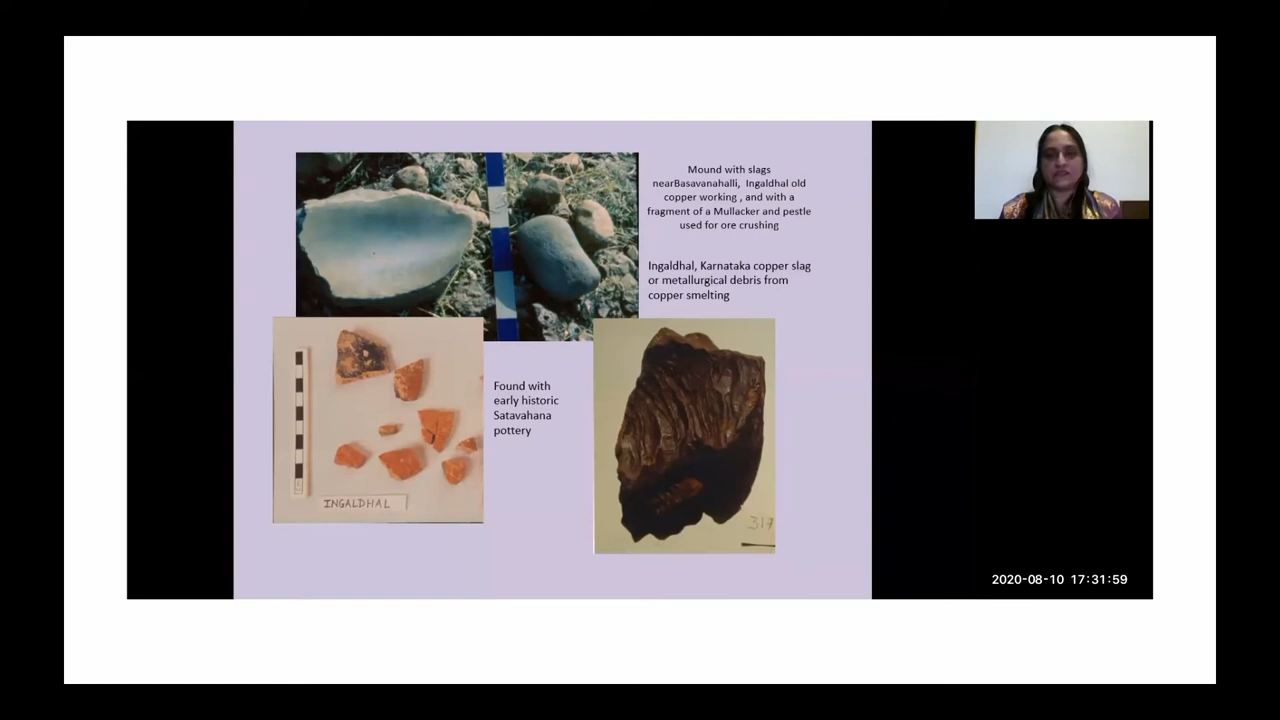 Mound with slags
nearBasavanahalli, Ingaldhal old
copper working , and with a
fragment of a Mullacker and pestle
used for ore crushing
Ingaldhal, Karnataka copper slag
or metallurgical debris from
copper smelting
Found with
early historic
Satavahana
pottery
INGALDHAL
317
2020-08-10 17:31:59